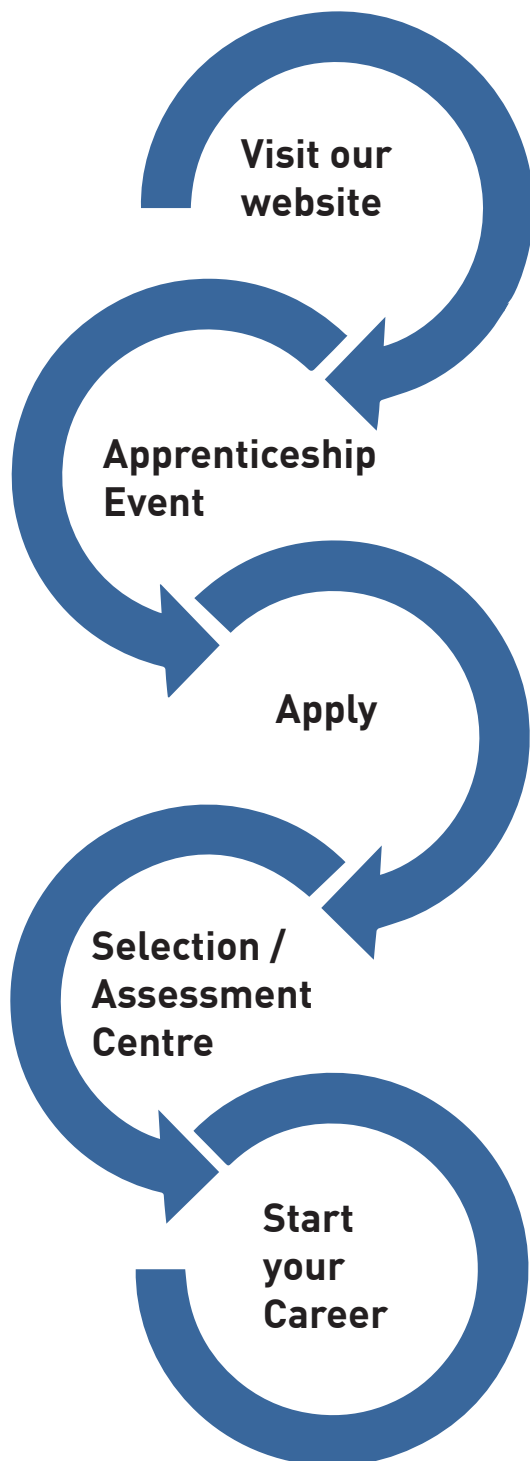 Visit our
website
Apprenticeship
Event
Apply
Selection /
Assessment
Centre
Start
your
Career